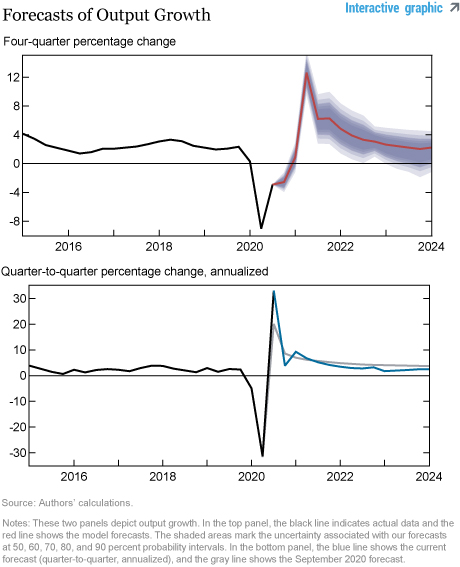 Forecasts of Output Growth
Interactive graphic
Four-quarter percentage change
12
8
4
0
-4
-8
2016
2018
2020
2022
2024
Quarter-to-quarter percentage change, annualized
30
20
10
0
-10
-20
-30
2016
2018
2020
2022
2024
Source: Authors' calculations.
Notes: These two panels depict output growth. In the top panel, the black line indicates actual data and the
red line shows the model forecasts. The shaded areas mark the uncertainty associated with our forecasts
at 50, 60, 70, 80, and 90 percent probability intervals. In the bottom panel, the blue line shows the current
forecast (quarter-to-quarter, annualized), and the gray line shows the September 2020 forecast.